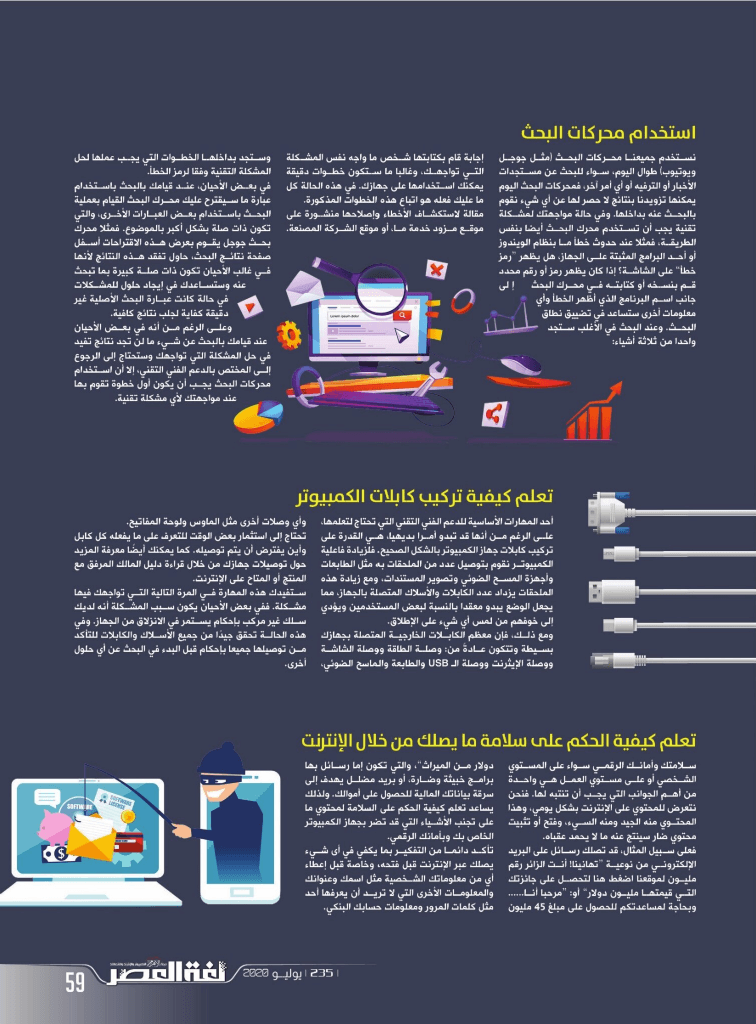 استخدام محركات البحث
نستخدم جميعنا محركات البحث (مثل جوجل
ويوتيوب) طوال اليوم، سواء للبحث عن مستجدات
الأخبار أو الترفيه أو أي أمر آخر، فمحركات البحث اليوم
يمكنها تزويدنا بنتائج لا حصر لها عن أي شيء نقوم
بالبحث عنه بداخلها. وفي حالة مواجهتك لمشكلة
تقنية يجب أن تستخدم محرك البحث أيضا بنفس
الطريقة، فمثلا عند حدوث خطأ ما بنظام الويندوز
أو أحد البرامج المثبتة على الجهاز، هل يظهر "رمز
خطأ" على الشاشة؟ إذا كان يظهر رمز أو رقم محدد
قم بنسخه أو كتابته في محرك البحث إلى
جانب اسم البرنامج الذي أظهر الخطأ وأي
معلومات أخرى ستساعد في تضييق نطاق
البحث. وعند البحث في الأغلب ستجد
واحدا من ثلاثة أشياء:
إجابة قام بكتابتها شخص ما واجه نفس المشكلة
التي تواجهك، وغالبا ما ستكون خطوات دقيقة
يمكنك استخدامها على جهازك. في هذه الحالة كل
ما عليك فعله هو اتباع هذه الخطوات المذكورة.
مقالة لاستكشاف الأخطاء وإصلاحها منشورة على
موقع مزود خدمة ما، أو موقع الشركة المصنعة.
وستجد بداخلها الخطوات التي يجب عملها لحل
المشكلة التقنية وفقا لرمز الخطأ.
في بعض الأحيان، عند قيامك بالبحث باستخدام
عبارة ما سيقترح عليك محرك البحث القيام بعملية
البحث باستخدام بعض العبارات الأخرى، والتي
تكون ذات صلة بشكل أكبر بالموضوع. فمثلا محرك
بحث جوجل يقوم بعرض هذه الاقتراحات أسفل
صفحة نتائج البحث، حاول تفقد هذه النتائج لأنها
في غالب الأحيان تكون ذات صلة كبيرة بما تبحث
عنه وستساعدك في إيجاد حلول للمشكلات
في حالة كانت عبارة البحث الأصلية غير
دقيقة كفاية لجلب نتائج كافية.
وعلى الرغم من أنه في بعض الأحيان
عند قيامك بالبحث عن شيء ما لن تجد نتائج تفيد
في حل المشكلة التي تواجهك وستحتاج إلى الرجوع
إلى المختص بالدعم الفني التقني، إلا أن استخدام
محركات البحث يجب أن يكون أول خطوة تقوم بها
عند مواجهتك لأي مشكلة تقنية.
تعلم كيفية تركيب كابلات الكمبيوتر
أحد المهارات الأساسية للدعم الفني التقني التي تحتاج لتعلمها،
على الرغم من أنها قد تبدو أمرا بديهيا، هي القدرة على
تركيب كابلات جهاز الكمبيوتر بالشكل الصحيح. فلزيادة فاعلية
الكمبيوتر نقوم بتوصيل عدد من الملحقات به مثل الطابعات
وأجهزة المسح الضوئي وتصوير المستندات، ومع زيادة هذه
الملحقات يزداد عدد الكابلات والأسلاك المتصلة بالجهاز، مما
يجعل الوضع يبدو معقدا بالنسبة لبعض المستخدمين ويؤدي
إلى خوفهم من لمس أي شيء على الإطلاق.
ومع ذلك، فإن معظم الكابلات الخارجية المتصلة بجهازك
بسيطة وتتكون عادةً من: وصلة الطاقة ووصلة الشاشة
ووصلة الإيثرنت ووصلة الـ USB والطابعة والماسح الضوئي،
وأي وصلات أخرى مثل الماوس ولوحة المفاتيح.
تحتاج إلى استثمار بعض الوقت للتعرف على ما يفعله كل كابل
وأين يفترض أن يتم توصيله. كما يمكنك أيضًا معرفة المزيد
حول توصيلات جهازك من خلال قراءة دليل المالك المرفق مع
المنتج أو المتاح على الإنترنت.
ستفيدك هذه المهارة في المرة التالية التي تواجهك فيها
مشكلة. ففي بعض الأحيان يكون سبب المشكلة أنه لديك
سلك غير مركب بإحكام يستمر في الانزلاق من الجهاز. وفي
هذه الحالة تحقق جيدًا من جميع الأسلاك والكابلات للتأكد
من توصيلها جميعا بإحكام قبل البدء في البحث عن أي حلول
أخرى.
تعلم كيفية الحكم على سلامة ما يصلك من خلال الإنترنت
سلامتك وأمانك الرقمي سواء على المستوى
الشخصي أو على مستوى العمل هي واحدة
من أهم الجوانب التي يجب أن تنتبه لها. فنحن
نتعرض للمحتوى على الإنترنت بشكل يومي، وهذا
المحتوى منه الجيد ومنه السيء، وفتح أو تثبيت
محتوى ضار سينتج عنه ما لا يحمد عقباه.
فعلى سبيل المثال، قد تصلك رسائل على البريد
الإلكتروني من نوعية "تهانينا! أنت الزائر رقم
مليون لموقعنا اضغط هنا لتحصل على جائزتك
التي قيمتها مليون دولار" أو: "مرحبا أنا......
وبحاجة لمساعدتكم للحصول على مبلغ 45 مليون
دولار من الميراث"، والتي تكون إما رسائل بها
برامج خبيثة وضارة، أو بريد مضلل يهدف إلى
سرقة بياناتك المالية للحصول على أموالك. ولذلك
يساعد تعلم كيفية الحكم على السلامة لمحتوى ما
على تجنب الأشياء التي قد تضر بجهاز الكمبيوتر
الخاص بك وبأمانك الرقمي.
تأكد دائما من التفكير بما يكفي في أي شيء
يصلك عبر الإنترنت قبل فتحه، وخاصة قبل إعطاء
أي من معلوماتك الشخصية مثل اسمك وعنوانك
والمعلومات الأخرى التي لا تريد أن يعرفها أحد
مثل كلمات المرور ومعلومات حسابك البنكي.
SOFTWARE
SOFTWARE
LICENSE
| 235 | يوليو 2020
لغة العصر
59